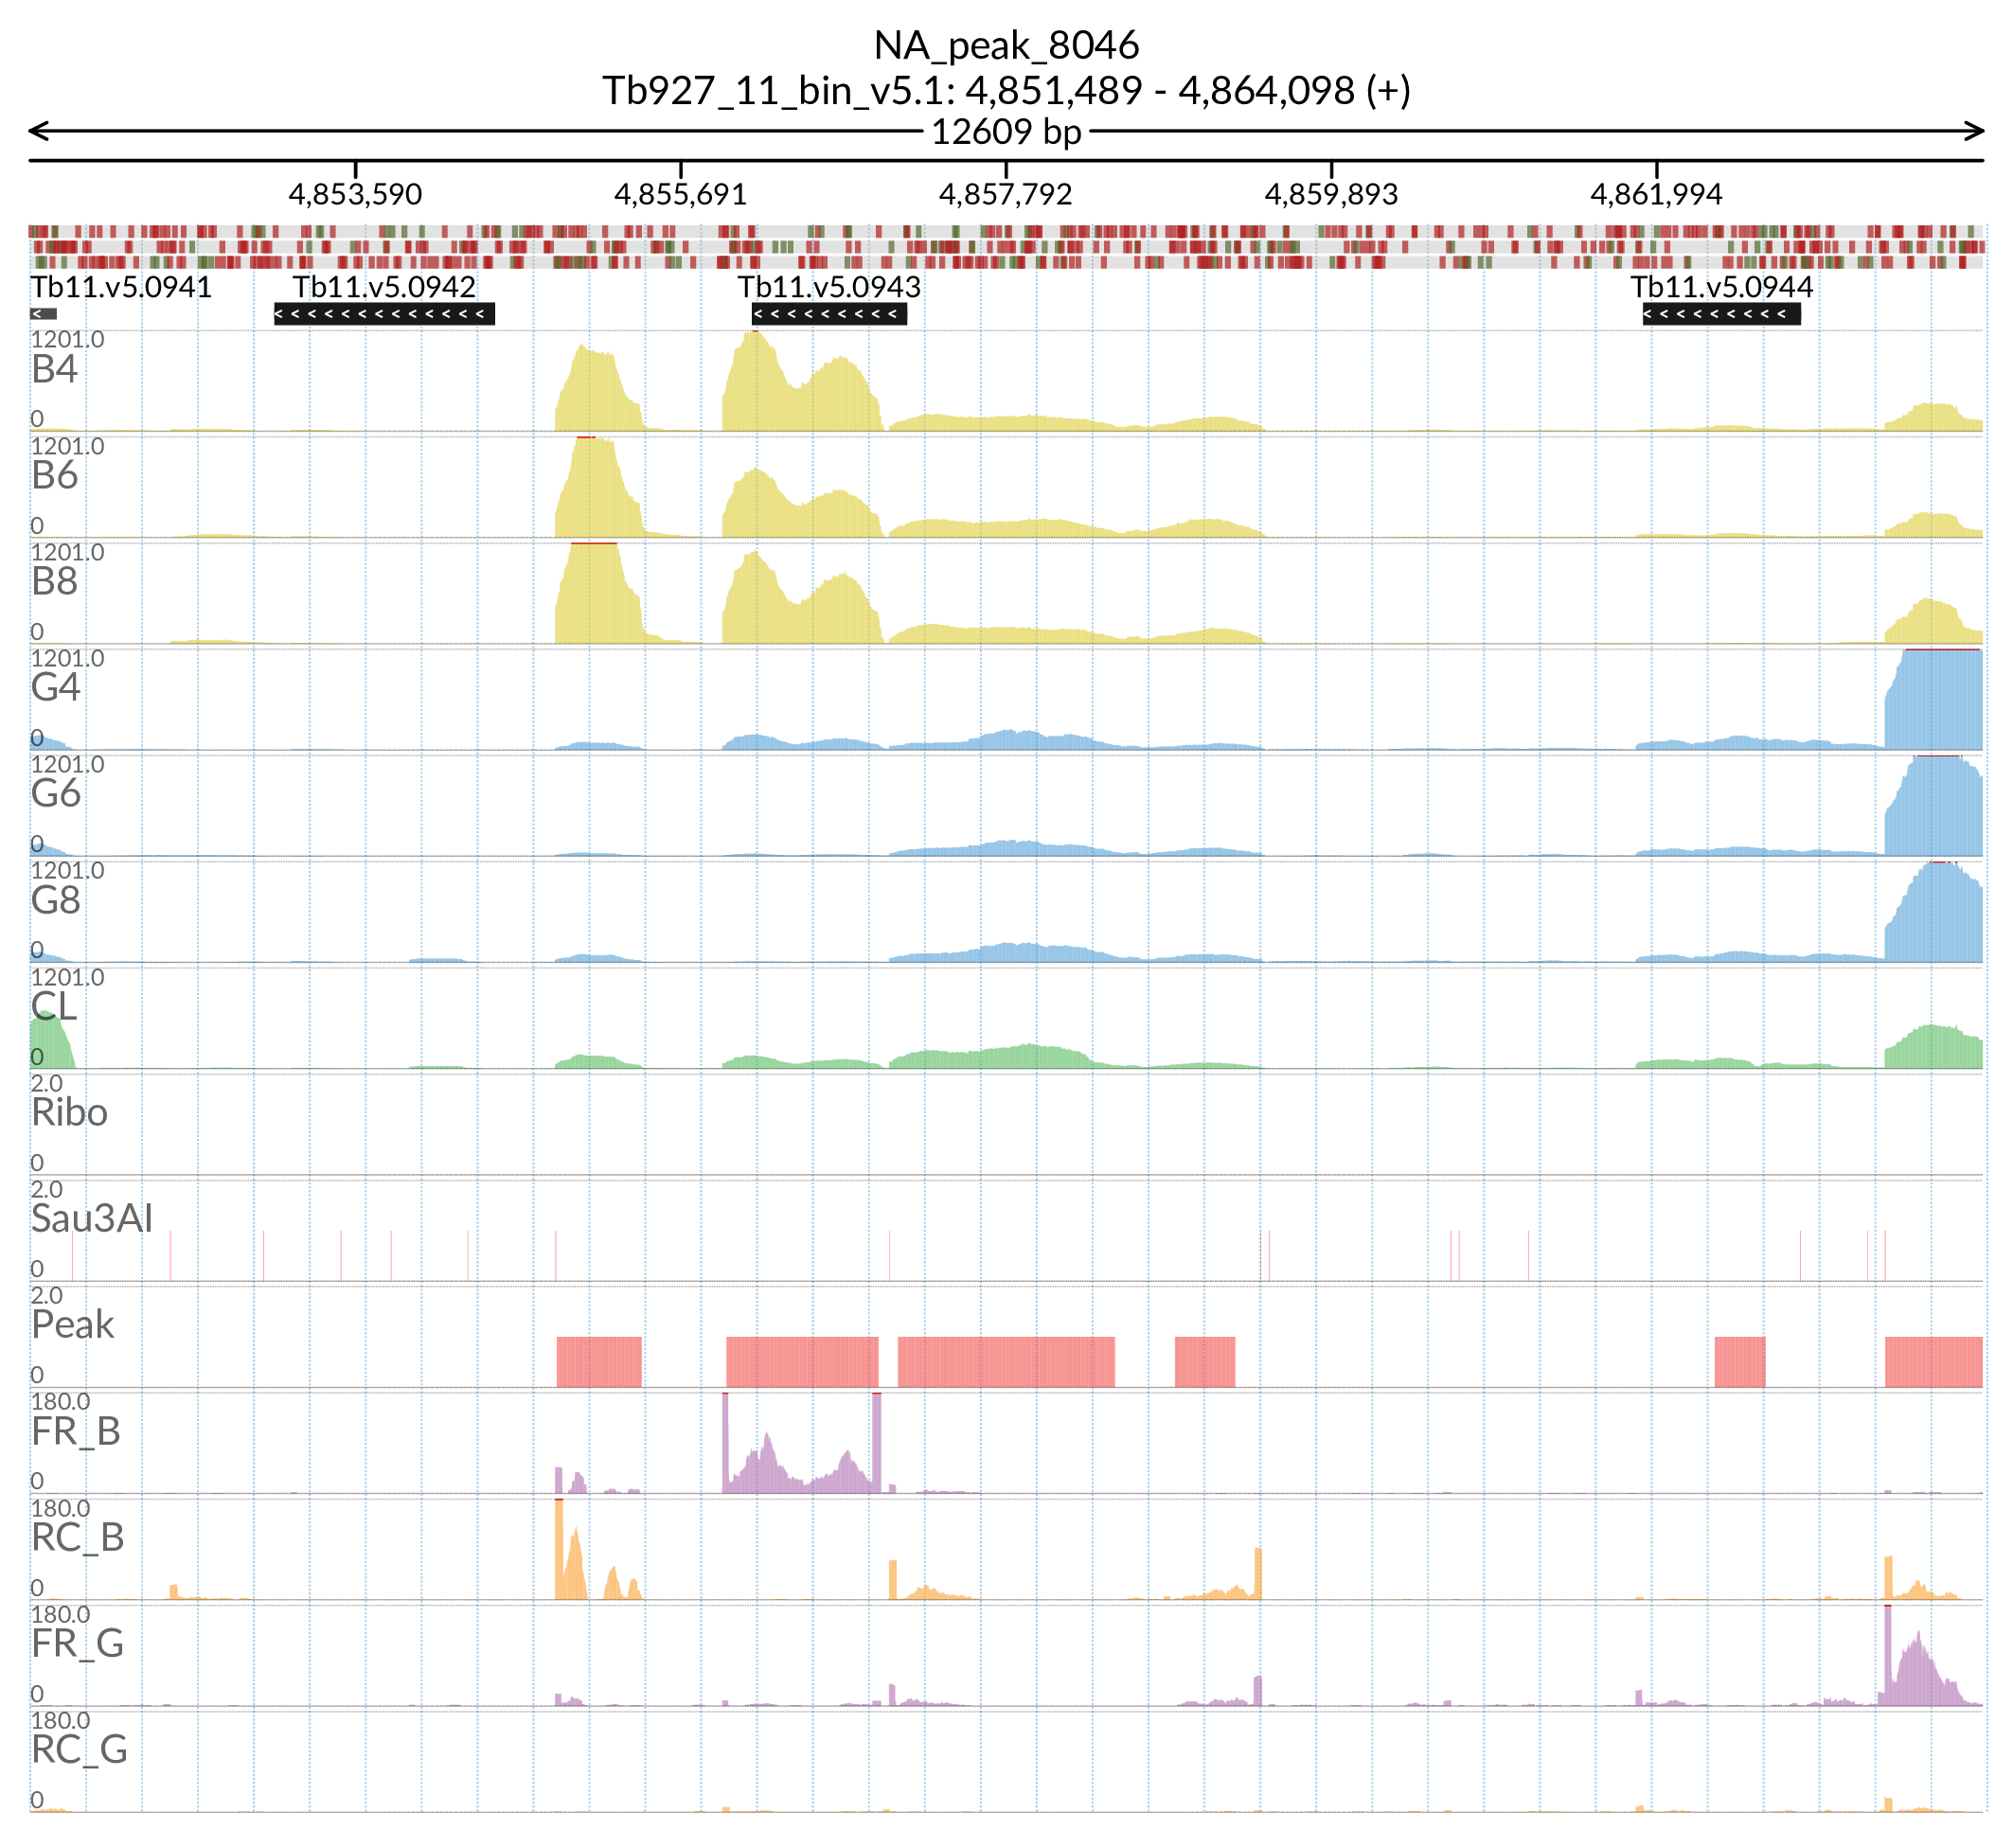 NA_peak_8046
Tb927_11_bin_v5.1: 4,851,489 - 4,864,098 (+)
12609 bp
4,853,590 4,855,691 4,857,792 4,859,893 4,861,994
Tb11.v5.0941 Tb11.v5.0942 Tb11.v5.0943 Tb11.v5.0944
1201.0
B4
0
1201.0
B6
0
1201.0
B8
0
1201.0
G4
0
1201.0
G6
0
1201.0
G8
0
1201.0
CL
0
2.0
Ribo
0
2.0
Sau3AI
0
2.0
Peak
0
180.0
FR_B
0
180.0
RC_B
0
180.0
FR_G
0
180.0
RC_G
0